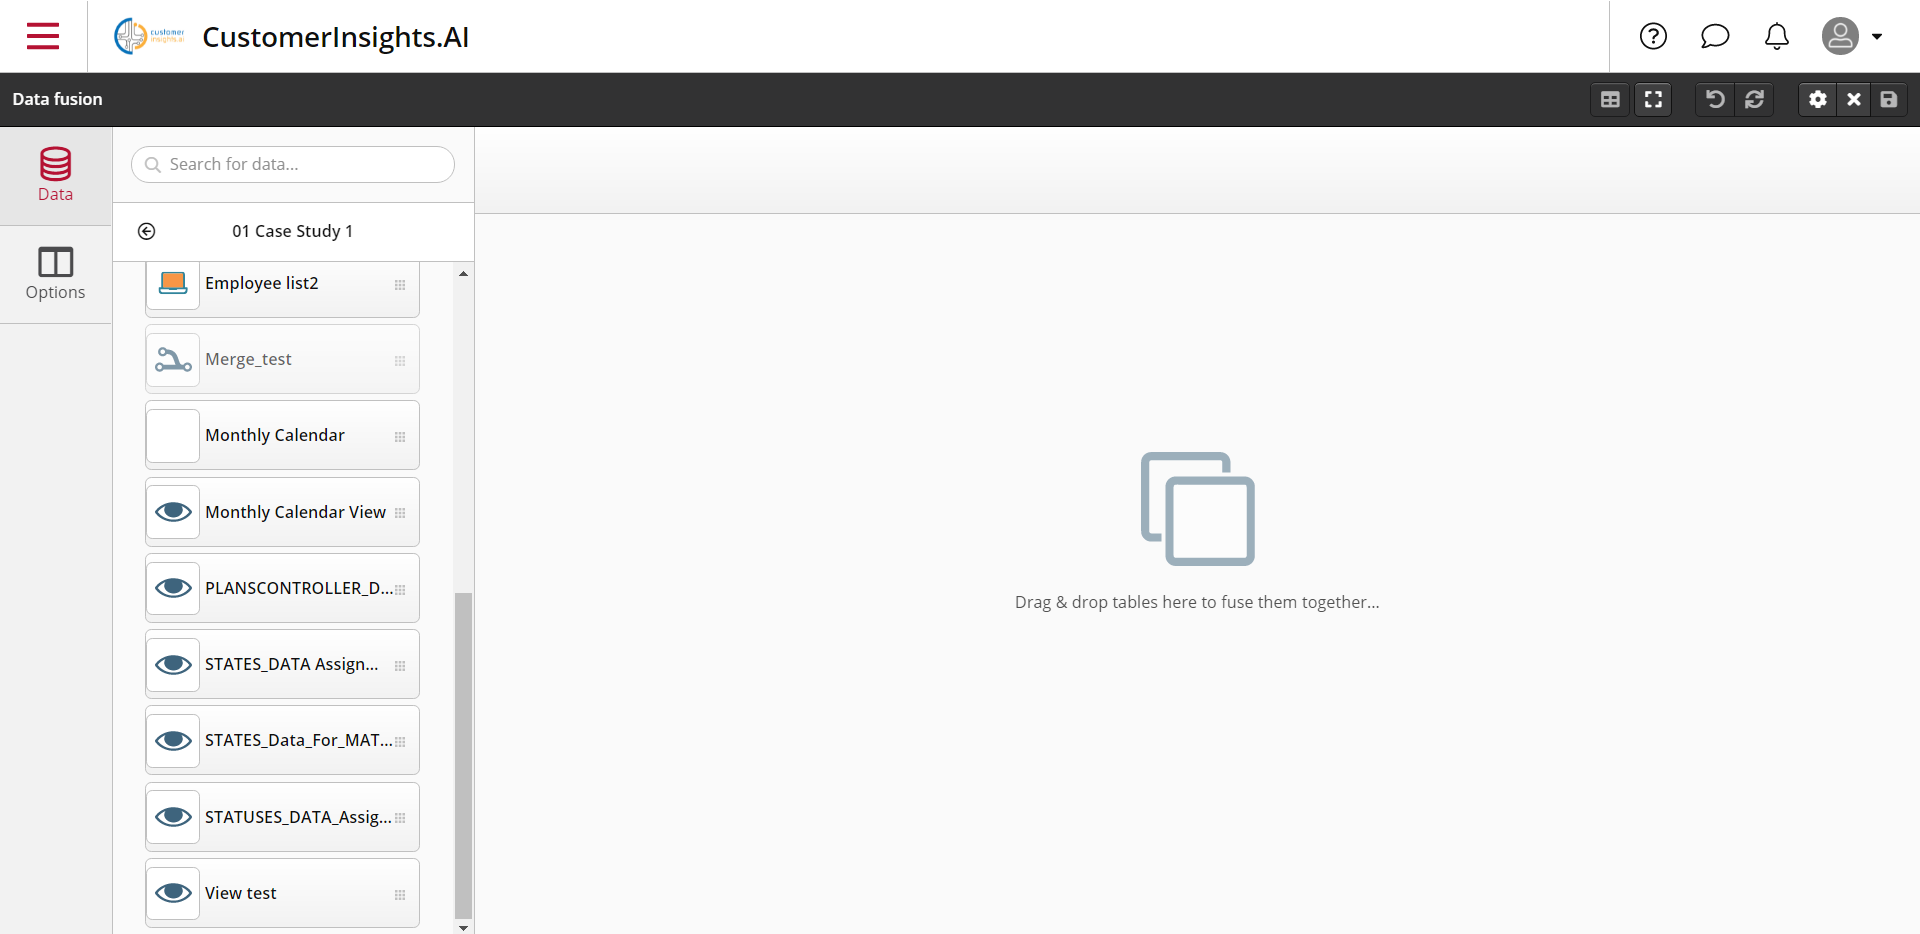 customer
insights.ai
CustomerInsights.AI
Data fusion
Data
Search for data...
01 Case Study 1
Options
Employee list2
Merge_test
Monthly Calendar
Monthly Calendar View
PLANSCONTROLLER_D...
STATES_DATA Assign...
STATES_Data_For_MAT...
STATUSES_DATA_Assig...
View test
Drag & drop tables here to fuse them together...